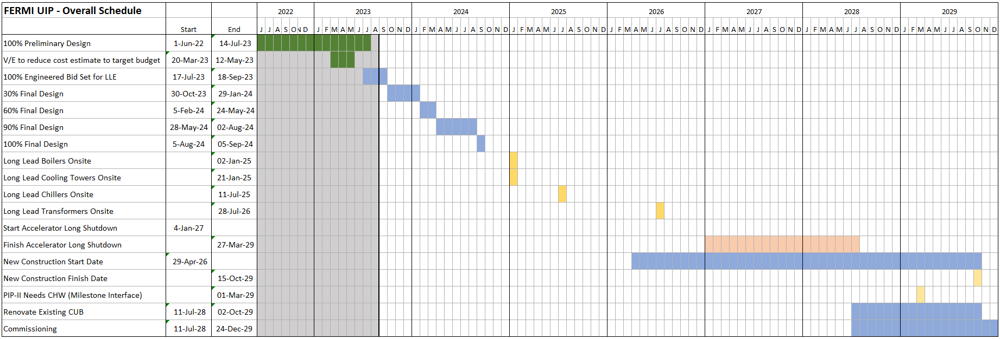 FERMI UIP - Overall Schedule 2022 2023 2024 2025 2026 2027 2028 2029
Start End J J A S O N D J F M A M J J A S O N D J F M A M J J A S O N D J F M A M J J A S O N D J F M A M J J A S O N D J F M A M J J A S O N D J F M A M J J A S O N D J F M A M J J A S O N D
100% Preliminary Design 1-Jun-22 14-Jul-23
V/E to reduce cost estimate to target budget 20-Mar-23 12-May-23
100% Engineered Bid Set for LLE 17-Jul-23 18-Sep-23
30% Final Design 30-Oct-23 29-Jan-24
60% Final Design 5-Feb-24 24-May-24
90% Final Design 28-May-24 02-Aug-24
100% Final Design 5-Aug-24 05-Sep-24
Long Lead Boilers Onsite 02-Jan-25
Long Lead Cooling Towers Onsite 21-Jan-25
Long Lead Chillers Onsite 11-Jul-25
Long Lead Transformers Onsite 28-Jul-26
Start Accelerator Long Shutdown 4-Jan-27
Finish Accelerator Long Shutdown 27-Mar-29
New Construction Start Date 29-Apr-26
New Construction Finish Date 15-Oct-29
PIP-II Needs CHW (Milestone Interface) 01-Mar-29
Renovate Existing CUB 11-Jul-28 02-Oct-29
Commissioning 11-Jul-28 24-Dec-29